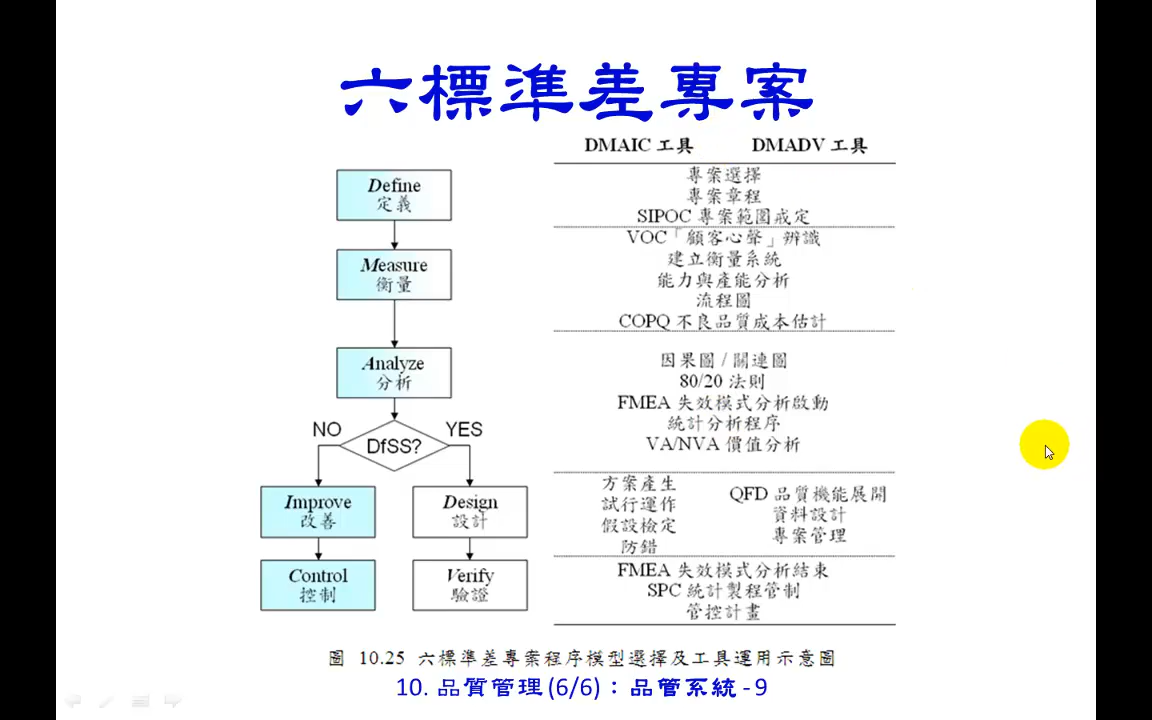 六標準差專案
DMAIC 工具 DMADV 工具
Define
定義
專案選擇
專案章程
SIPOC 專案範圍戒定
Measure
衡量
VOC「顧客心聲」辨識
建立衡量系統
能力與產能分析
流程圖
COPQ 不良品質成本估計
Analyze
分析
因果圖 / 關連圖
80/20 法則
FMEA 失效模式分析啟動
統計分析程序
VA/NVA 價值分析
NO
DfSS?
YES
Improve
改善
Design
設計
方案產生
試行運作
假設檢定
防錯
QFD 品質機能展開
資料設計
專案管理
Control
控制
Verify
驗證
FMEA 失效模式分析結束
SPC 統計製程管制
管控計畫
圖 10.25 六標準差專案程序模型選擇及工具運用示意圖
10. 品質管理(6/6)：品管系統-9